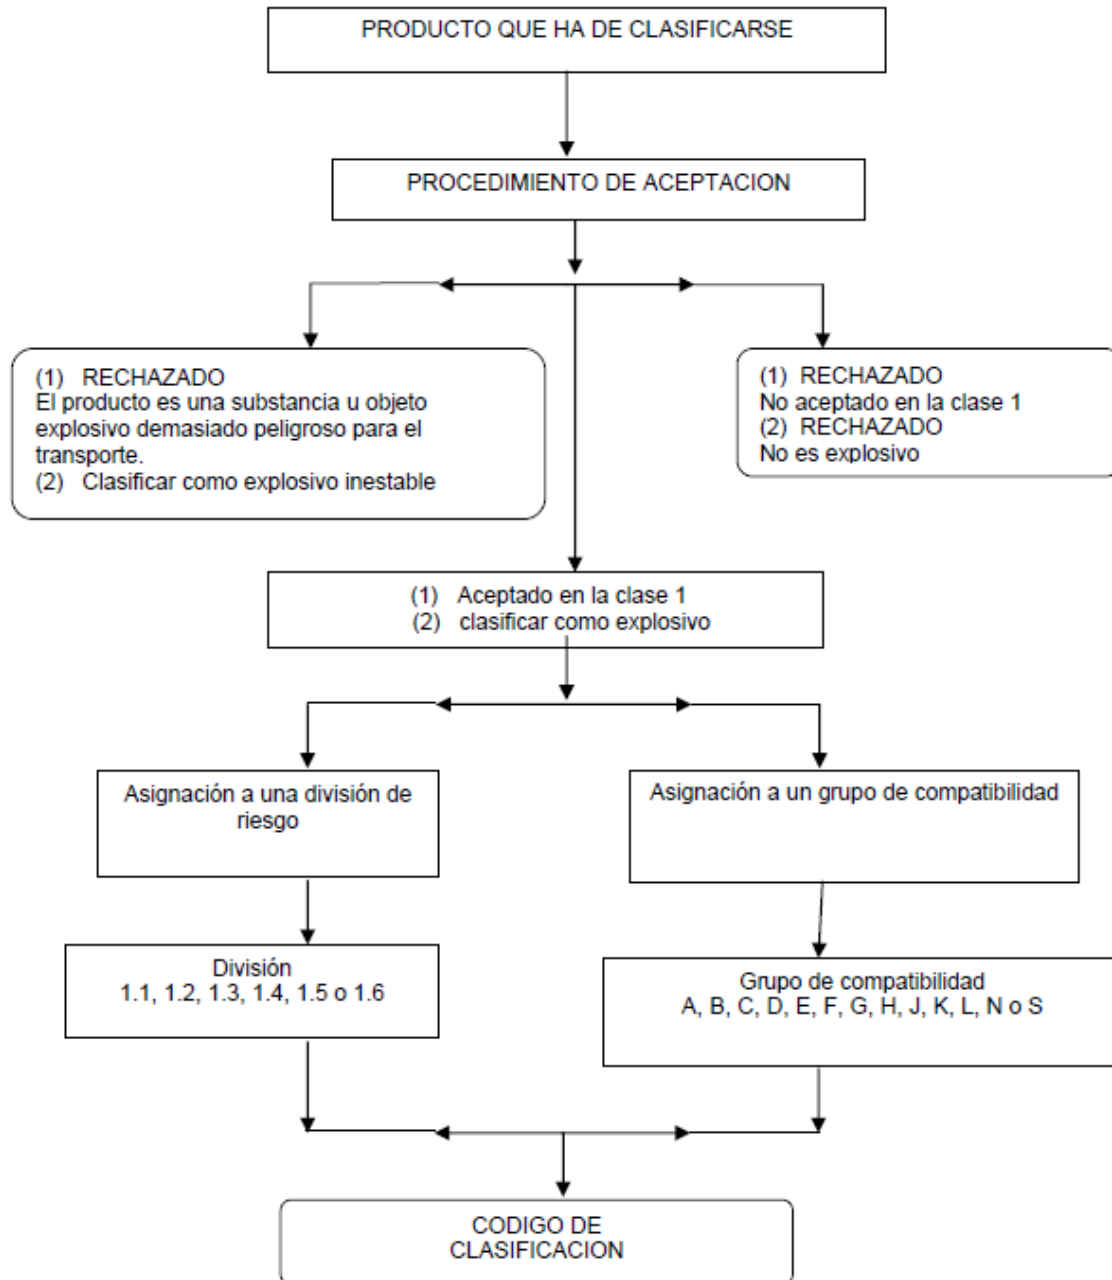 PRODUCTO QUE HA DE CLASIFICARSE
PROCEDIMIENTO DE ACEPTACION
(1) RECHAZADO
El producto es una substancia u objeto
explosivo demasiado peligroso para el
transporte.
(2) Clasificar como explosivo inestable
(1) RECHAZADO
No aceptado en la clase 1
(2) RECHAZADO
No es explosivo
(1) Aceptado en la clase 1
(2) clasificar como explosivo
Asignación a una división de
riesgo
Asignación a un grupo de compatibilidad
División
1.1, 1.2, 1.3, 1.4, 1.5 o 1.6
Grupo de compatibilidad
A, B, C, D, E, F, G, H, J, K, L, N o S
CODIGO DE
CLASIFICACION